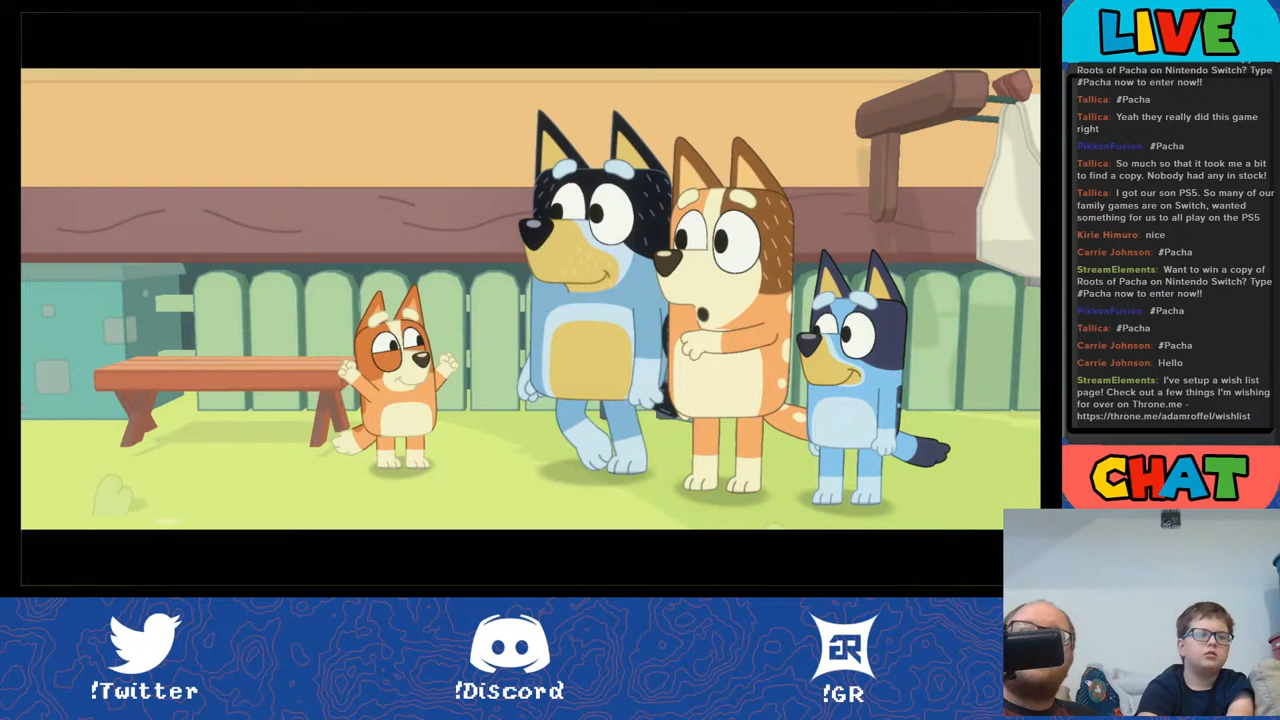 LIVE
Roots of Pacha on Nintendo Switch? Type
#Pacha now to enter now!!
Tallica: #Pacha
Tallica: Yeah they really did this game
right
PikkonFusion: #Pacha
Tallica: So much so that it took me a bit
to find a copy. Nobody had any in stock!
Tallica: I got our son PS5. So many of our
family games are on Switch, wanted
something for us to all play on the PS5
Kirie Himuro: nice
Carrie Johnson: #Pacha
StreamElements: Want to win a copy of
Roots of Pacha on Nintendo Switch? Type
#Pacha now to enter now!!
PikkonFusion: #Pacha
Tallica: #Pacha
Carrie Johnson: #Pacha
Carrie Johnson: Hello
StreamElements: I've setup a wish list
page! Check out a few things I'm wishing
for over on Throne.me -
https://throne.me/adamroffel/wishlist
CHAT
GR
!Twitter
!Discord
!GR